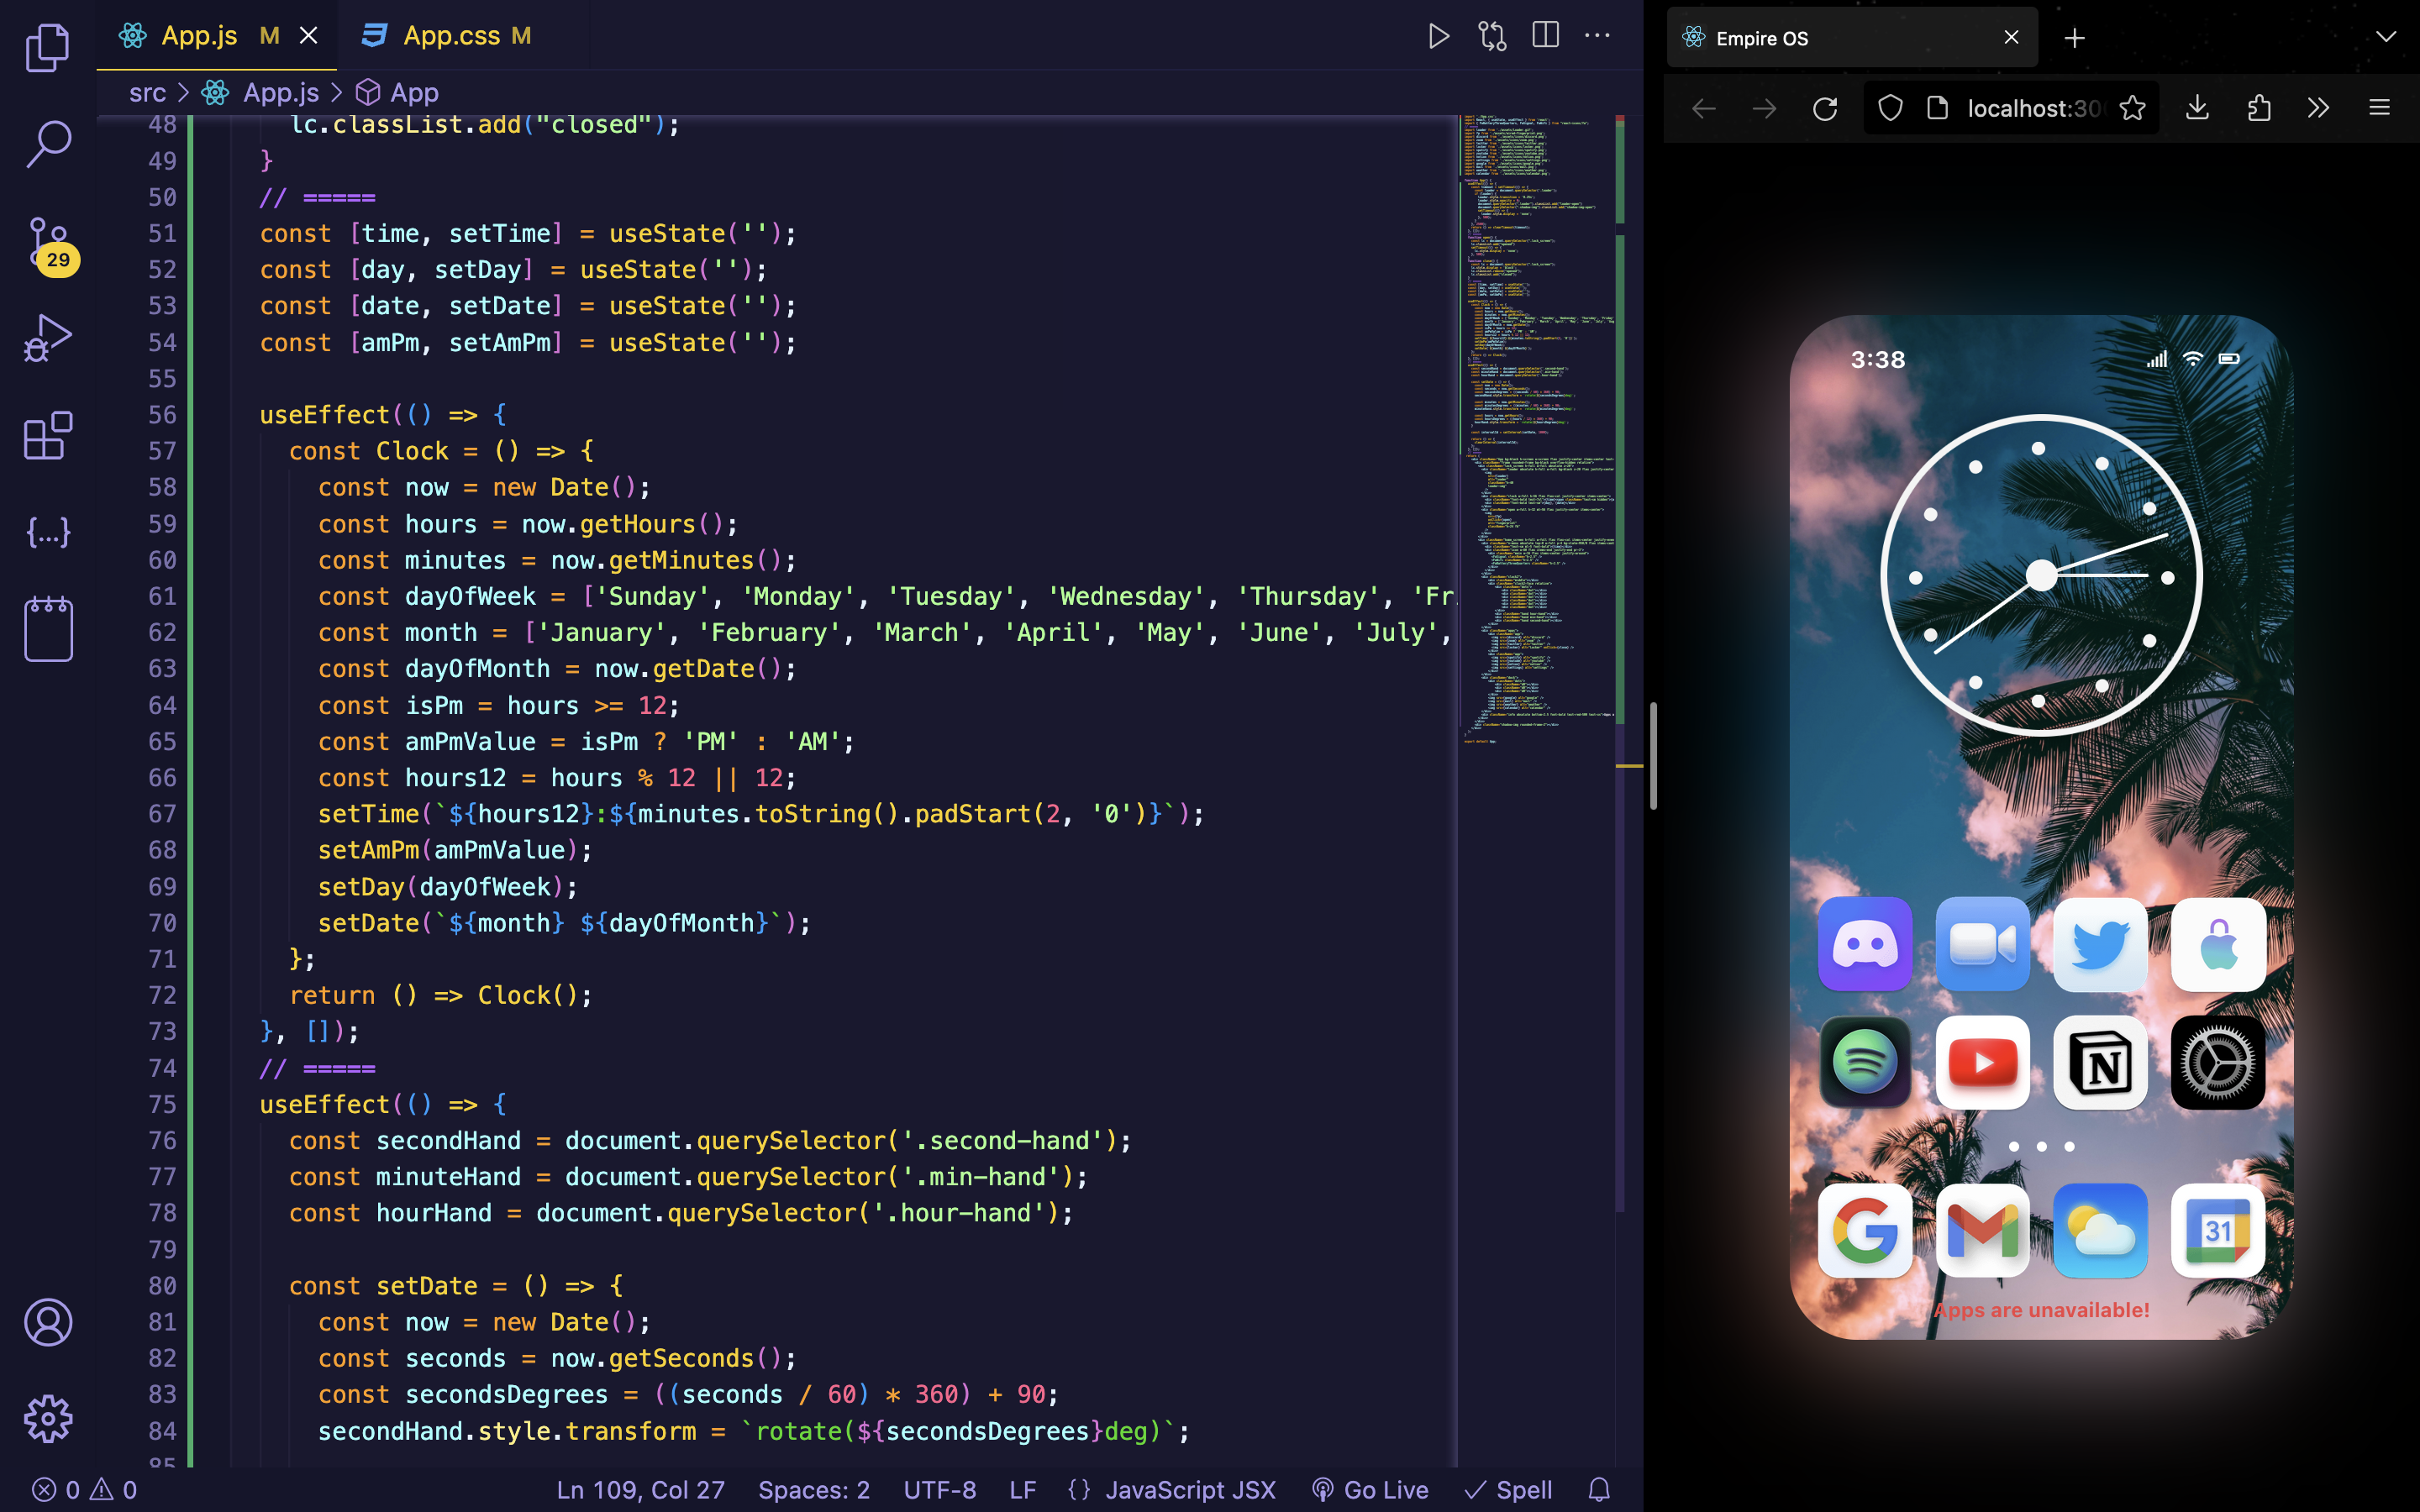 App.js M
App.css M
src > App.js > App
48 lc.classList.add("closed");
49 }
50 // =====
51 const [time, setTime] = useState('');
52 const [day, setDay] = useState('');
53 const [date, setDate] = useState('');
54 const [amPm, setAmPm] = useState('');
55
56 useEffect(() => {
57 const Clock = () => {
58 const now = new Date();
59 const hours = now.getHours();
60 const minutes = now.getMinutes();
61 const dayOfWeek = ['Sunday', 'Monday', 'Tuesday', 'Wednesday', 'Thursday', 'Fr
62 const month = ['January', 'February', 'March', 'April', 'May', 'June', 'July',
63 const dayOfMonth = now.getDate();
64 const isPm = hours >= 12;
65 const amPmValue = isPm ? 'PM' : 'AM';
66 const hours12 = hours % 12 || 12;
67 setTime(`${hours12}:${minutes.toString().padStart(2, '0')}`);
68 setAmPm(amPmValue);
69 setDay(dayOfWeek);
70 setDate(`${month} ${dayOfMonth}`);
71 };
72 return () => Clock();
73 }, []);
74 // =====
75 useEffect(() => {
76 const secondHand = document.querySelector('.second-hand');
77 const minuteHand = document.querySelector('.min-hand');
78 const hourHand = document.querySelector('.hour-hand');
79
80 const setDate = () => {
81 const now = new Date();
82 const seconds = now.getSeconds();
83 const secondsDegrees = ((seconds / 60) * 360) + 90;
84 secondHand.style.transform = `rotate(${secondsDegrees}deg)`;
85
29
{...}
0 0
Ln 109, Col 27
Spaces: 2
UTF-8
LF
{} JavaScript JSX
Go Live
Spell
Empire OS
localhost:300
3:38
N
31
Apps are unavailable!